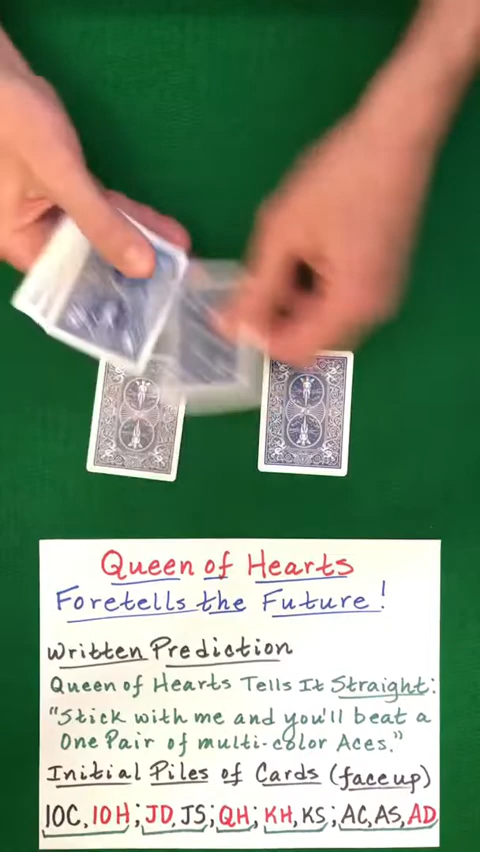 Queen of Hearts
Foretells the Future!
Written Prediction
Queen of Hearts Tells It Straight:
"Stick with me and you'll beat a
One Pair of multi-color Aces."
Initial Piles of Cards (face up)
10C, 10H; JD, JS; QH; KH, KS; AC, AS, AD